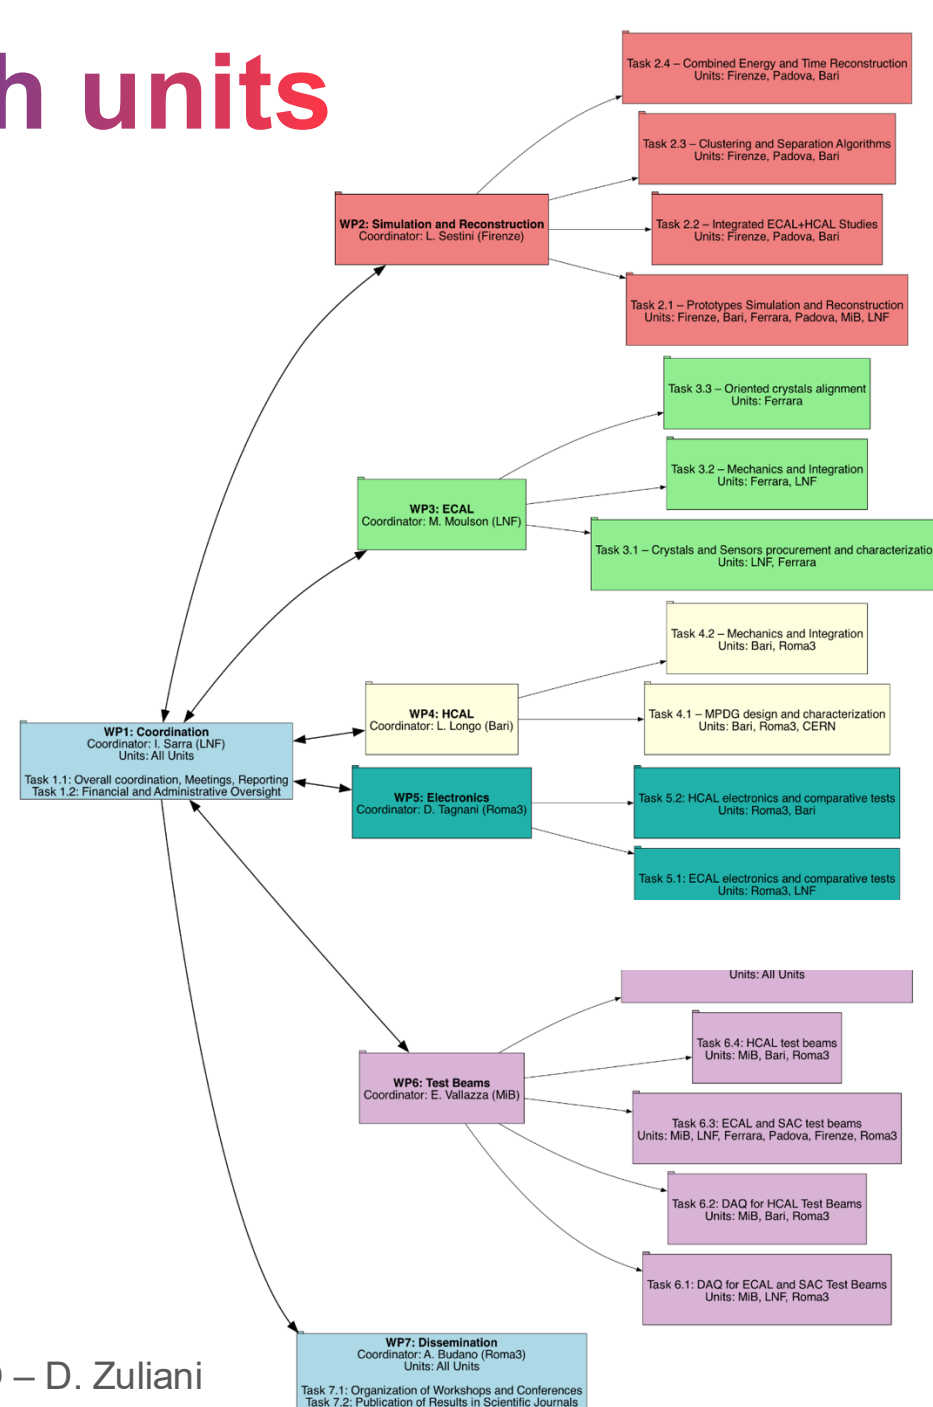 h units
Task 2.4 – Combined Energy and Time Reconstruction
Units: Firenze, Padova, Bari
Task 2.3 – Clustering and Separation Algorithms
Units: Firenze, Padova, Bari
WP2: Simulation and Reconstruction
Coordinator: L. Sestini (Firenze)
Task 2.2 – Integrated ECAL+HCAL Studies
Units: Firenze, Padova, Bari
Task 2.1 – Prototypes Simulation and Reconstruction
Units: Firenze, Bari, Ferrara, Padova, MiB, LNF
Task 3.3 – Oriented crystals alignment
Units: Ferrara
Task 3.2 – Mechanics and Integration
Units: Ferrara, LNF
WP3: ECAL
Coordinator: M. Moulson (LNF)
Task 3.1 – Crystals and Sensors procurement and characterizatio
Units: LNF, Ferrara
Task 4.2 – Mechanics and Integration
Units: Bari, Roma3
WP4: HCAL
Coordinator: L. Longo (Bari)
Task 4.1 – MPDG design and characterization
Units: Bari, Roma3, CERN
WP1: Coordination
Coordinator: I. Sarra (LNF)
Units: All Units
Task 1.1: Overall coordination, Meetings, Reporting
Task 1.2: Financial and Administrative Oversight
WP5: Electronics
Coordinator: D. Tagnani (Roma3)
Task 5.2: HCAL electronics and comparative tests
Units: Roma3, Bari
Task 5.1: ECAL electronics and comparative tests
Units: Roma3, LNF
Units: All Units
Task 6.4: HCAL test beams
Units: MiB, Bari, Roma3
WP6: Test Beams
Coordinator: E. Vallazza (MiB)
Task 6.3: ECAL and SAC test beams
Units: MiB, LNF, Ferrara, Padova, Firenze, Roma3
Task 6.2: DAQ for HCAL Test Beams
Units: MiB, Bari, Roma3
Task 6.1: DAQ for ECAL and SAC Test Beams
Units: MiB, LNF, Roma3
WP7: Dissemination
Coordinator: A. Budano (Roma3)
Units: All Units
Task 7.1: Organization of Workshops and Conferences
Task 7.2: Publication of Results in Scientific Journals
– D. Zuliani